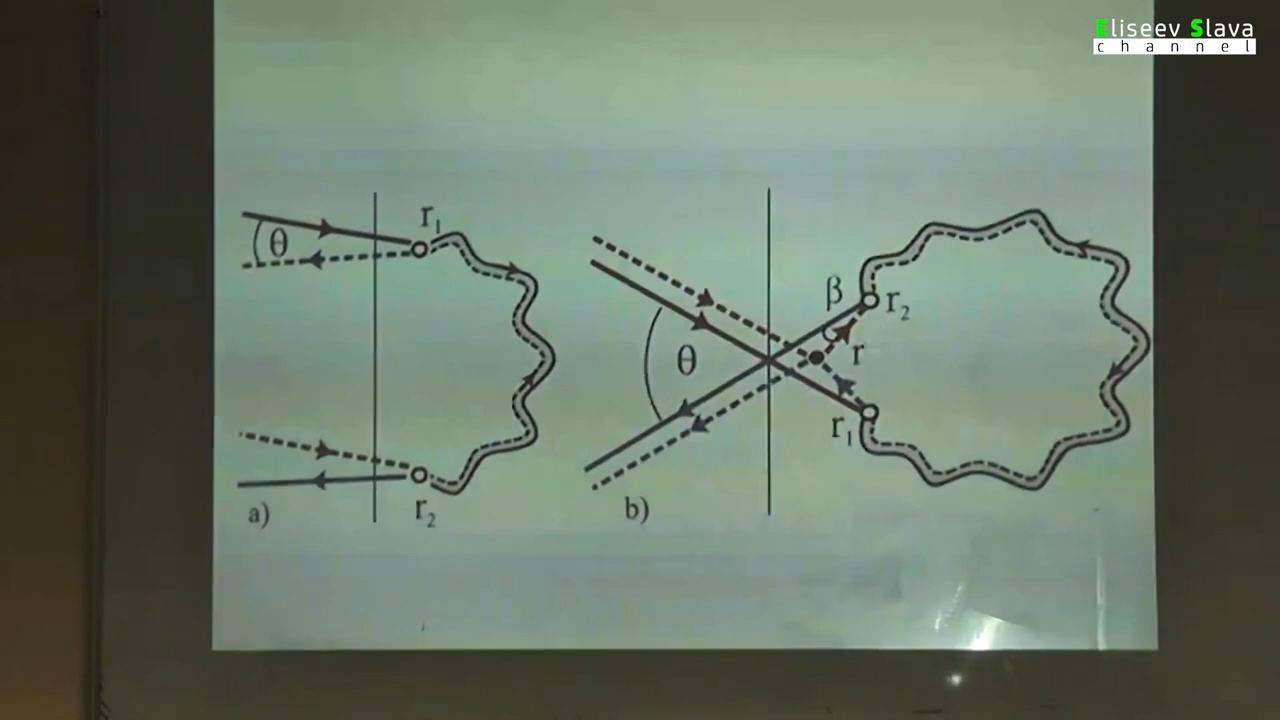 Eliseev Slava
channel
r₁
θ
r₂
a)
β
r₂
θ
r
r₁
b)